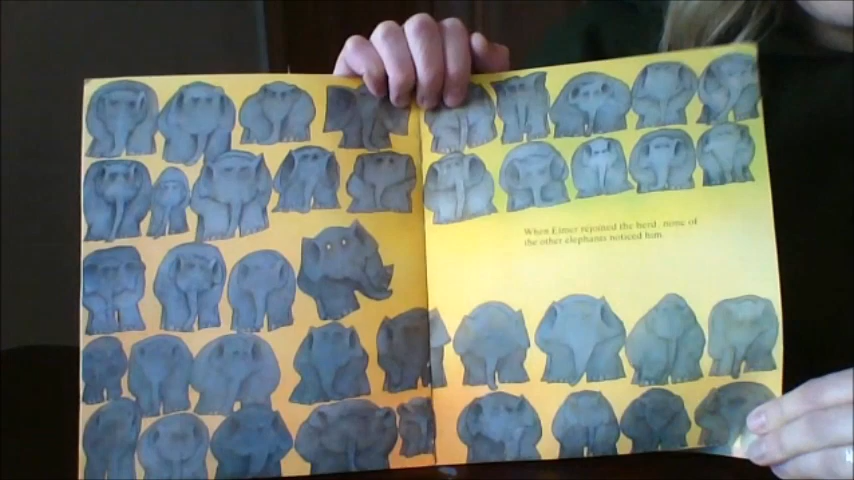 When Elmer rejoined the herd, none of
the other elephants noticed him.